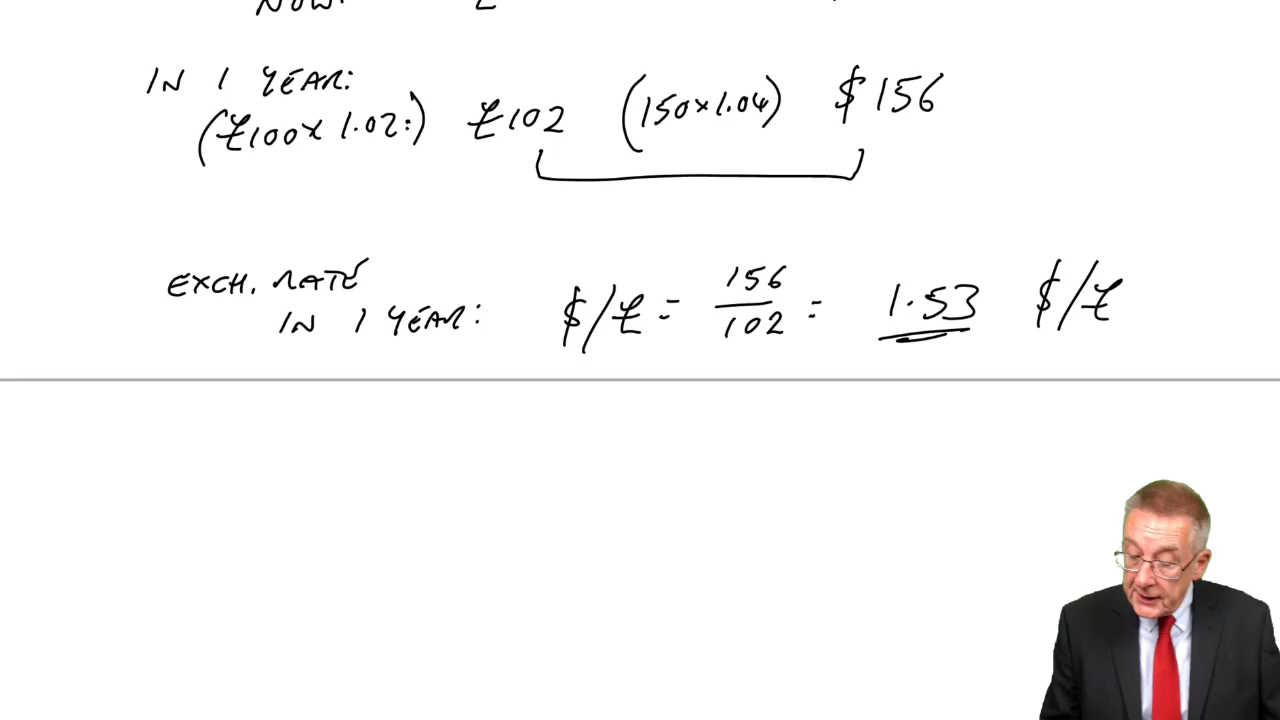 NOW:
IN 1 YEAR:
(£100 x 1.02:) £102 (150 x 1.04) $156
EXCH. RATE
IN 1 YEAR: $/£ = 156/102 = 1.53 $/£